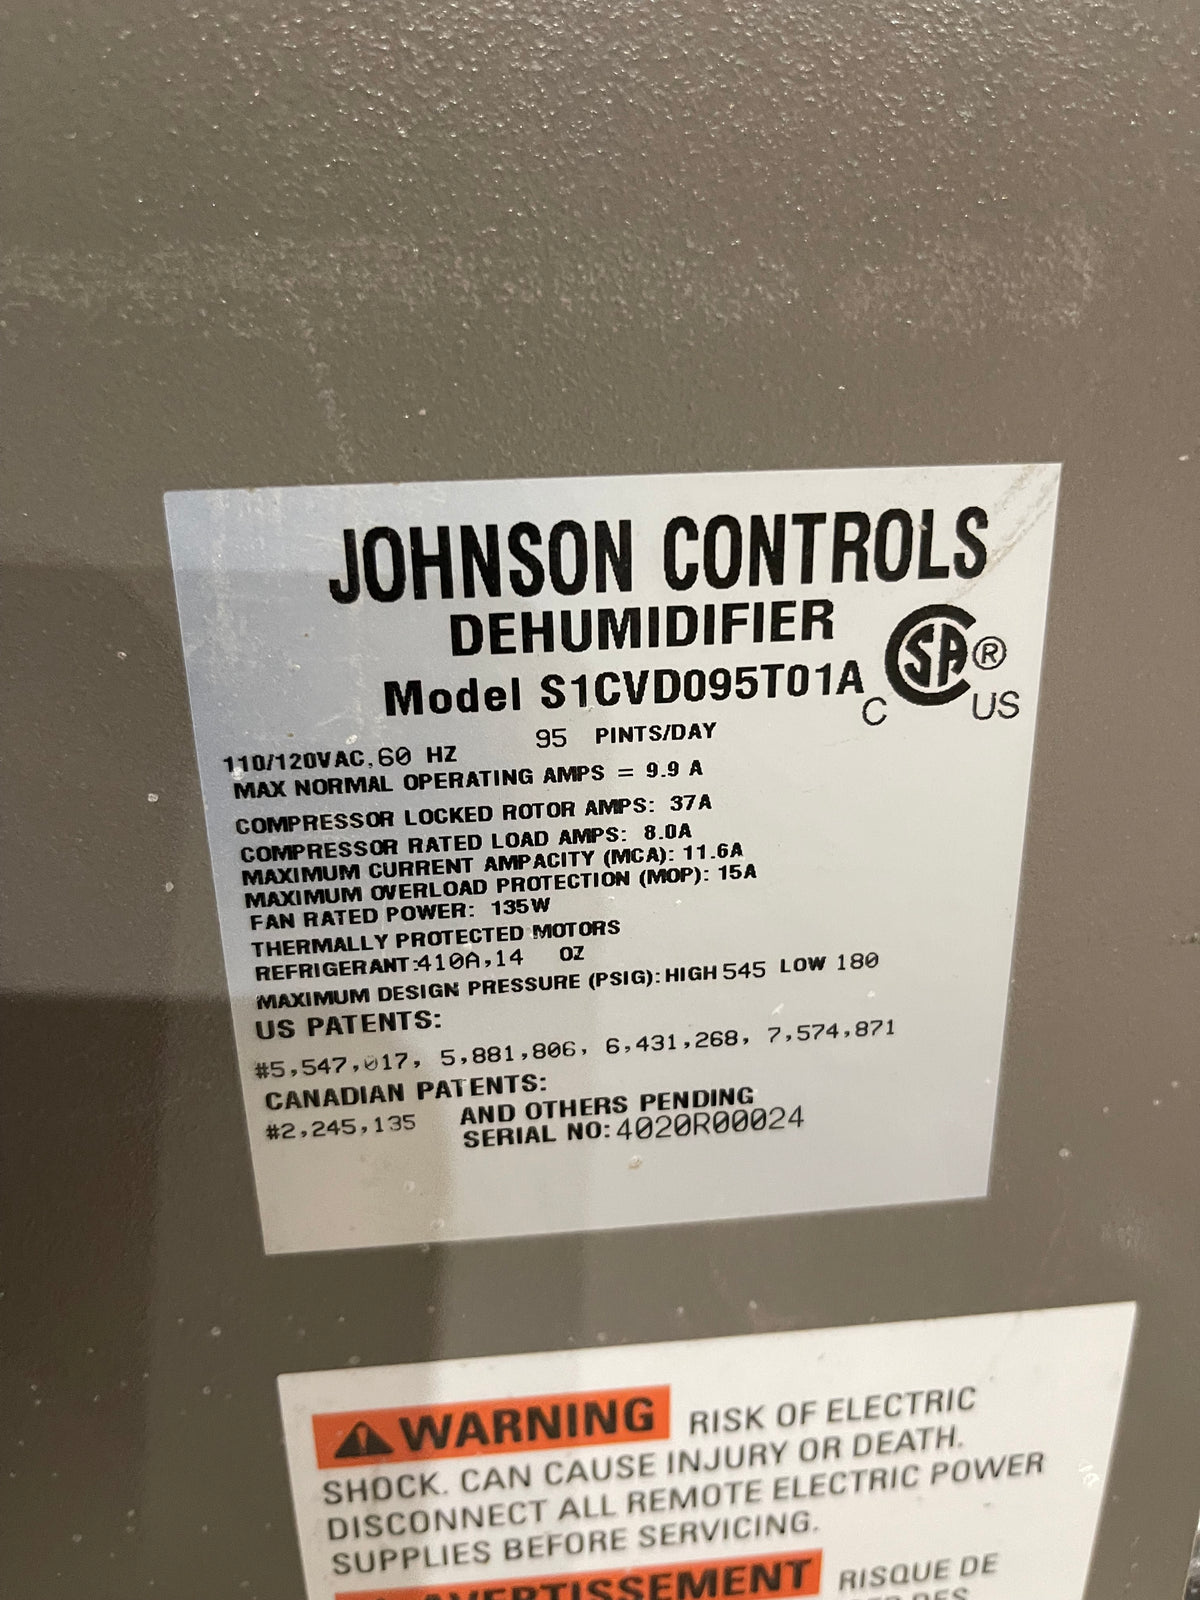 JOHNSON CONTROLS
DEHUMIDIFIER
Model S1CVD095T01A
C SA ® US
110/120VAC, 60 HZ 95 PINTS/DAY
MAX NORMAL OPERATING AMPS = 9.9 A
COMPRESSOR LOCKED ROTOR AMPS: 37A
COMPRESSOR RATED LOAD AMPS: 8.0A
MAXIMUM CURRENT AMPACITY (MCA): 11.6A
MAXIMUM OVERLOAD PROTECTION (MOP): 15A
FAN RATED POWER: 135W
THERMALLY PROTECTED MOTORS
REFRIGERANT:410A,14 OZ
MAXIMUM DESIGN PRESSURE (PSIG): HIGH 545 LOW 180
US PATENTS:
#5,547,017, 5,881,806, 6,431,268, 7,574,871
CANADIAN PATENTS:
#2,245,135 AND OTHERS PENDING
SERIAL NO: 4020R00024
WARNING RISK OF ELECTRIC
SHOCK. CAN CAUSE INJURY OR DEATH.
DISCONNECT ALL REMOTE ELECTRIC POWER
SUPPLIES BEFORE SERVICING.
AVERTISSEMENT RISQUE DE